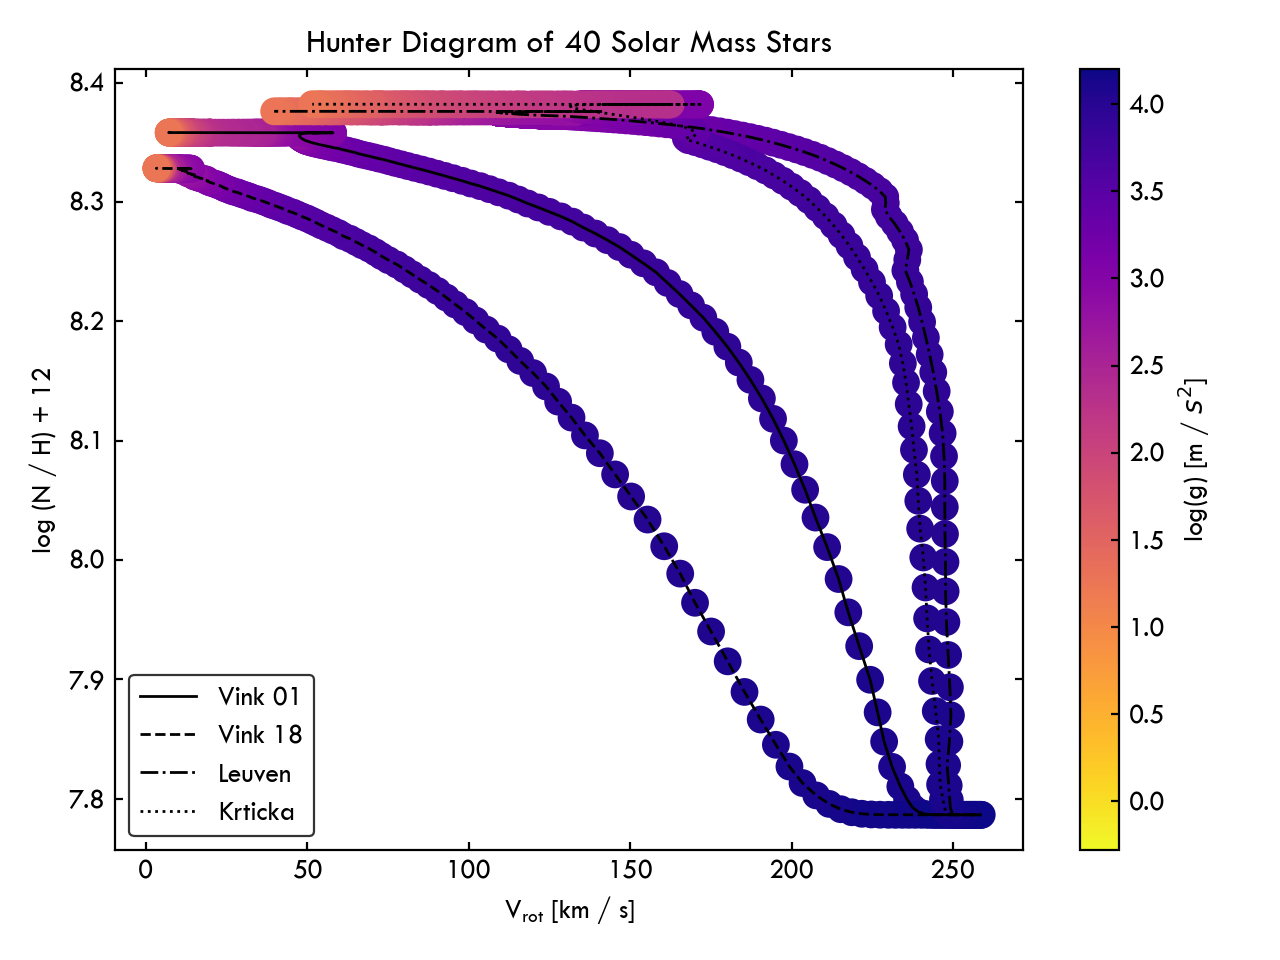 Hunter Diagram of 40 Solar Mass Stars
8.4
8.3
8.2
8.1
8.0
7.9
7.8
log (N / H) + 12
0 50 100 150 200 250
V_rot [km / s]
Vink 01
Vink 18
Leuven
Krticka
4.0
3.5
3.0
2.5
2.0
1.5
1.0
0.5
0.0
log(g) [m / s²]